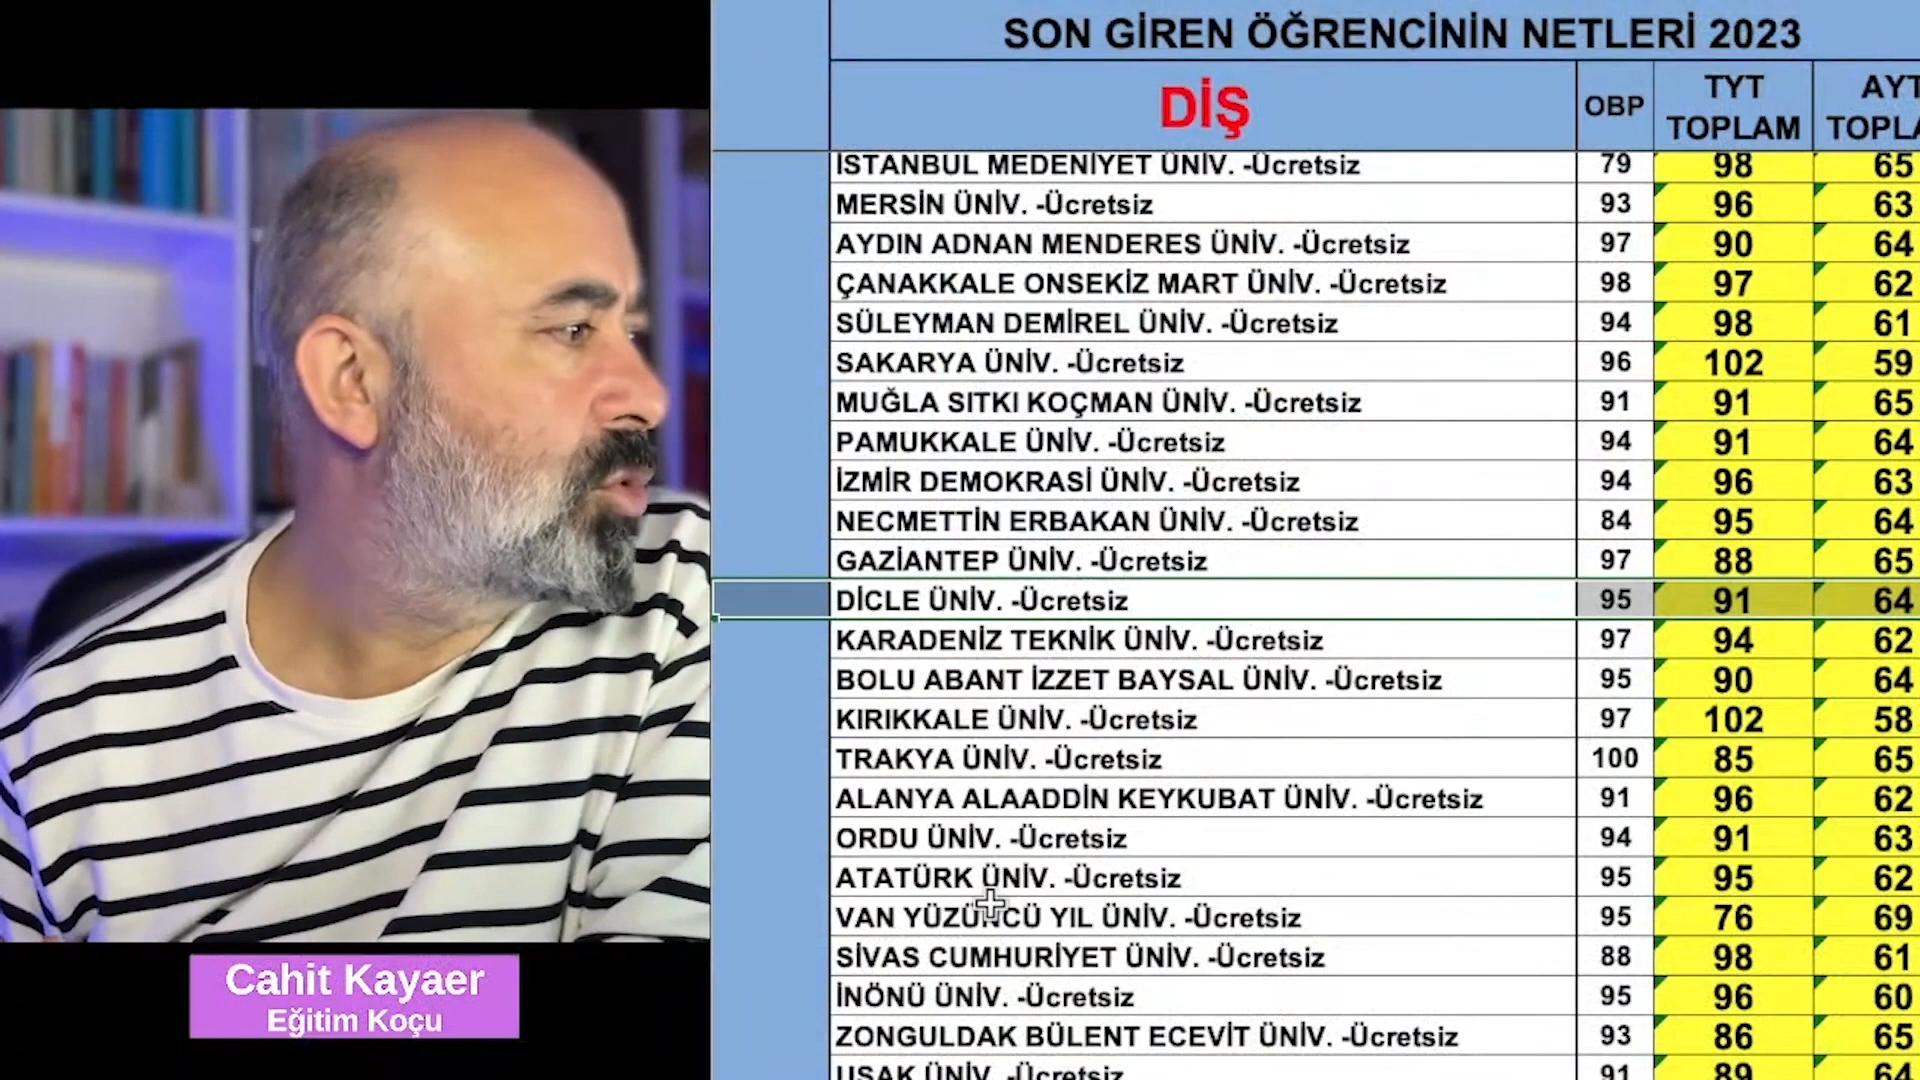 SON GİREN ÖĞRENCİNİN NETLERİ 2023
DİŞ OBP TYT TOPLAM AYT
İSTANBUL MEDENİYET ÜNİV. -Ücretsiz 79 98 65
MERSİN ÜNİV. -Ücretsiz 93 96 63
AYDIN ADNAN MENDERES ÜNİV. -Ücretsiz 97 90 64
ÇANAKKALE ONSEKİZ MART ÜNİV. -Ücretsiz 98 97 62
SÜLEYMAN DEMİREL ÜNİV. -Ücretsiz 94 98 61
SAKARYA ÜNİV. -Ücretsiz 96 102 59
MUĞLA SITKI KOÇMAN ÜNİV. -Ücretsiz 91 91 65
PAMUKKALE ÜNİV. -Ücretsiz 94 91 64
İZMİR DEMOKRASİ ÜNİV. -Ücretsiz 94 96 63
NECMETTİN ERBAKAN ÜNİV. -Ücretsiz 84 95 64
GAZİANTEP ÜNİV. -Ücretsiz 97 88 65
DİCLE ÜNİV. -Ücretsiz 95 91 64
KARADENİZ TEKNİK ÜNİV. -Ücretsiz 97 94 62
BOLU ABANT İZZET BAYSAL ÜNİV. -Ücretsiz 95 90 64
KIRIKKALE ÜNİV. -Ücretsiz 97 102 58
TRAKYA ÜNİV. -Ücretsiz 100 85 65
ALANYA ALAADDİN KEYKUBAT ÜNİV. -Ücretsiz 91 96 62
ORDU ÜNİV. -Ücretsiz 94 91 63
ATATÜRK ÜNİV. -Ücretsiz 95 95 62
VAN YÜZÜNCÜ YIL ÜNİV. -Ücretsiz 95 76 69
SİVAS CUMHURİYET ÜNİV. -Ücretsiz 88 98 61
İNÖNÜ ÜNİV. -Ücretsiz 95 96 60
ZONGULDAK BÜLENT ECEVİT ÜNİV. -Ücretsiz 93 86 65
UŞAK ÜNİV. -Ücretsiz 91 89 64
Cahit Kayaer
Eğitim Koçu